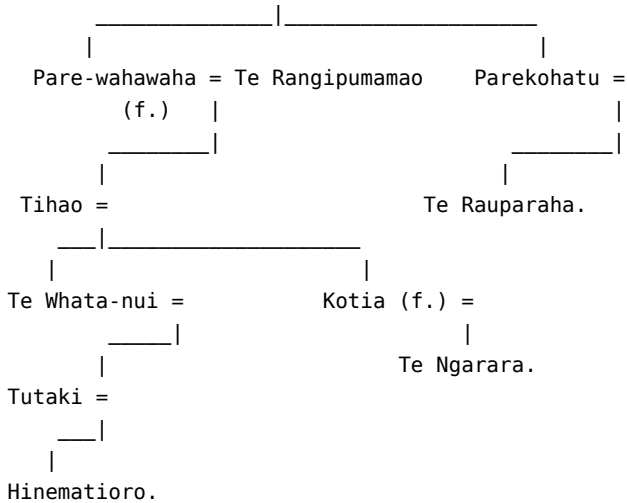 Pare-wahawaha = Te Rangipumamao Parekohatu =
(f.)
Tihao = Te Rauparaha.
Te Whata-nui = Kotia (f.) =
Te Ngarara.
Tutaki =
Hinematioro.